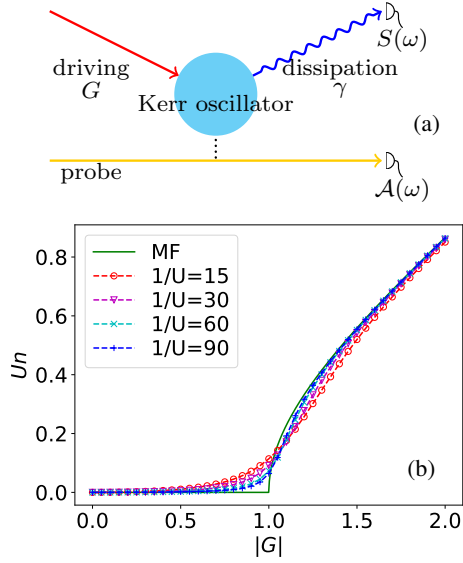 S(ω)
driving
G
dissipation
γ
Kerr oscillator
(a)
probe
𝒜(ω)
MF
1/U=15
1/U=30
1/U=60
1/U=90
0.8
0.6
0.4
0.2
0.0
Un
(b)
0.0 0.5 1.0 1.5 2.0
|G|